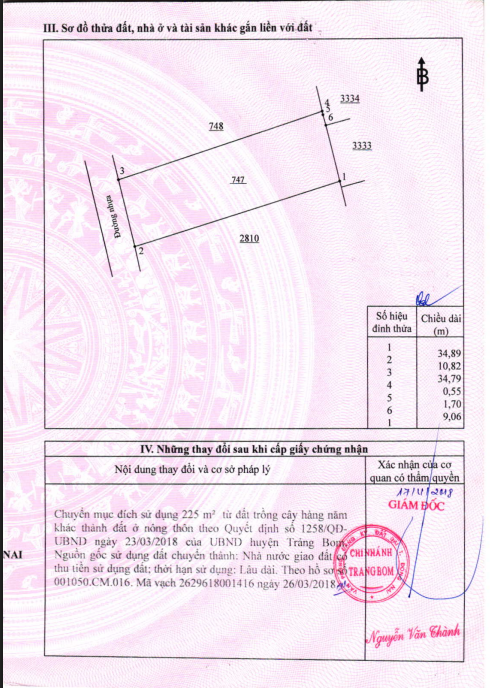 III. Sơ đồ thửa đất, nhà ở và tài sản khác gắn liền với đất
B
4
5
3334
6
748
3333
3
747
1
Đường nhựa
2
2810
Số hiệu đỉnh thửa
Chiều dài (m)
1
34,89
2
10,82
3
34,79
4
0,55
5
1,70
6
9,06
1
IV. Những thay đổi sau khi cấp giấy chứng nhận
Nội dung thay đổi và cơ sở pháp lý
Xác nhận của cơ
quan có thẩm quyền
Chuyển mục đích sử dụng 225 m² từ đất trồng cây hàng năm
khác thành đất ở nông thôn theo Quyết định số 1258/QĐ-
UBND ngày 23/03/2018 của UBND huyện Trảng Bom
Nguồn gốc sử dụng đất chuyển thành: Nhà nước giao đất có
thu tiền sử dụng đất; thời hạn sử dụng: Lâu dài. Theo hồ sơ số
001050.CM.016. Mã vạch 2629618001416 ngày 26/03/2018
NAI
GIÁM ĐỐC
CHI NHÁNH
TRẢNG BOM
Nguyễn Văn Thành